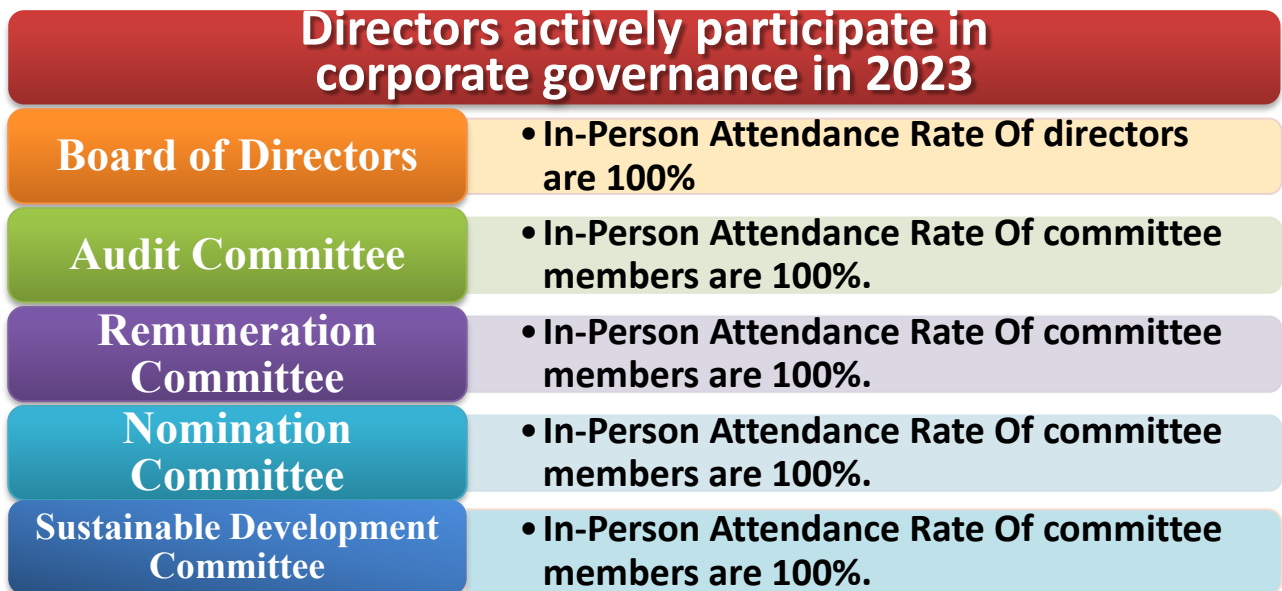 Directors actively participate in
corporate governance in 2023
Board of Directors
• In-Person Attendance Rate Of directors
are 100%
Audit Committee
• In-Person Attendance Rate Of committee
members are 100%.
Remuneration
Committee
• In-Person Attendance Rate Of committee
members are 100%.
Nomination
Committee
• In-Person Attendance Rate Of committee
members are 100%.
Sustainable Development
Committee
• In-Person Attendance Rate Of committee
members are 100%.